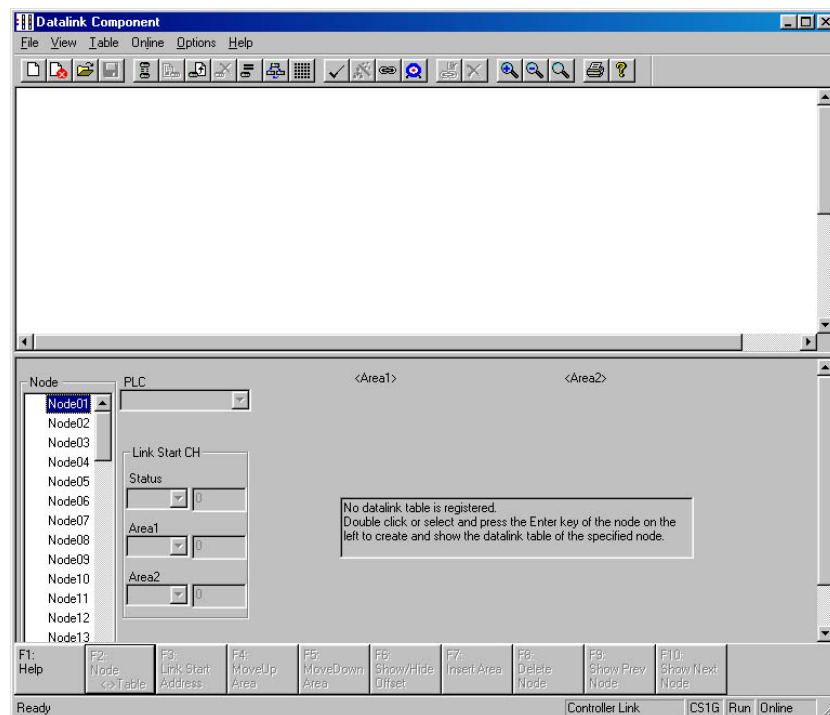 Datalink Component
File View Table Online Options Help
<Area1> <Area2>
Node
Node01
Node02
Node03
Node04
Node05
Node06
Node07
Node08
Node09
Node10
Node11
Node12
Node13
PLC
Link Start CH
Status
0
Area1
0
Area2
0
No datalink table is registered.
Double click or select and press the Enter key of the node on the
left to create and show the datalink table of the specified node.
F1:
Help
F2:
Node
<->Table
F3:
Link Start
Address
F4:
MoveUp
Area
F5:
MoveDown
Area
F6:
Show/Hide
Offset
F7:
Insert Area
F8:
Delete
Node
F9:
Show Prev
Node
F10:
Show Next
Node
Ready Controller Link CS1G Run Online